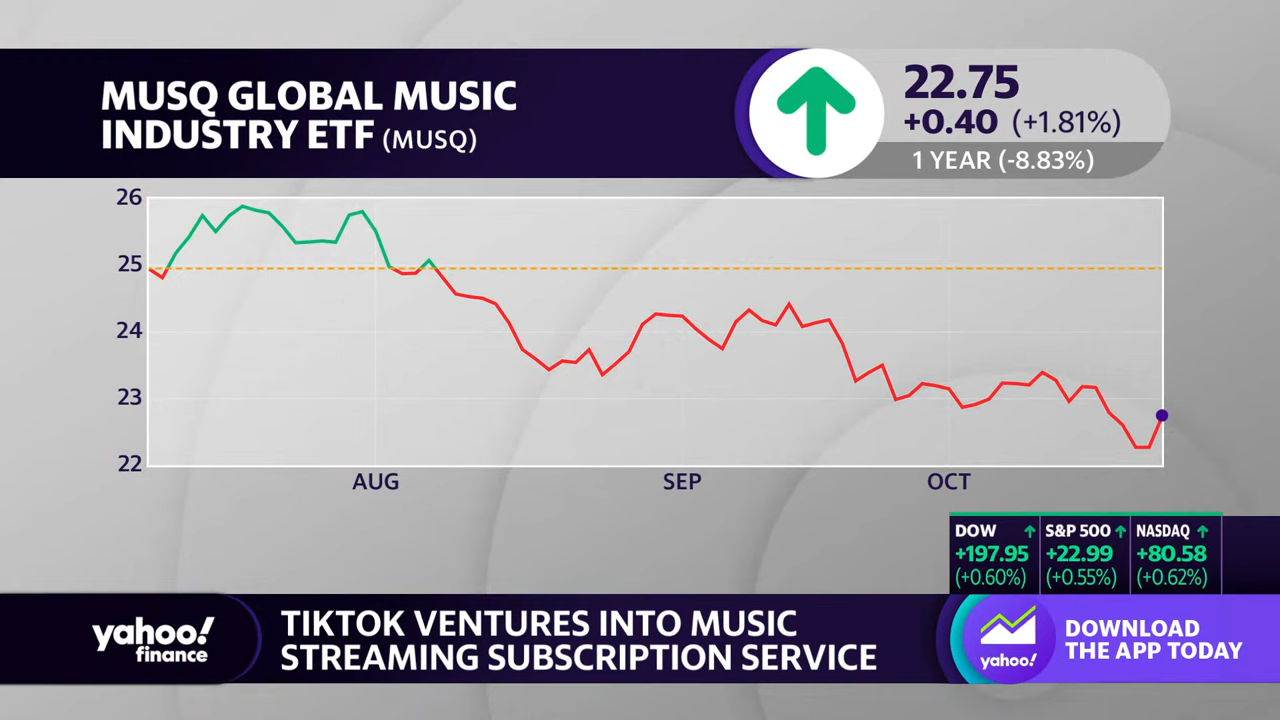 MUSQ GLOBAL MUSIC
INDUSTRY ETF (MUSQ)
22.75
+0.40 (+1.81%)
1 YEAR (-8.83%)
26
25
24
23
22
AUG SEP OCT
DOW
+197.95
(+0.60%)
S&P 500
+22.99
(+0.55%)
NASDAQ
+80.58
(+0.62%)
yahoo!
finance
TIKTOK VENTURES INTO MUSIC
STREAMING SUBSCRIPTION SERVICE
yahoo!
DOWNLOAD
THE APP TODAY